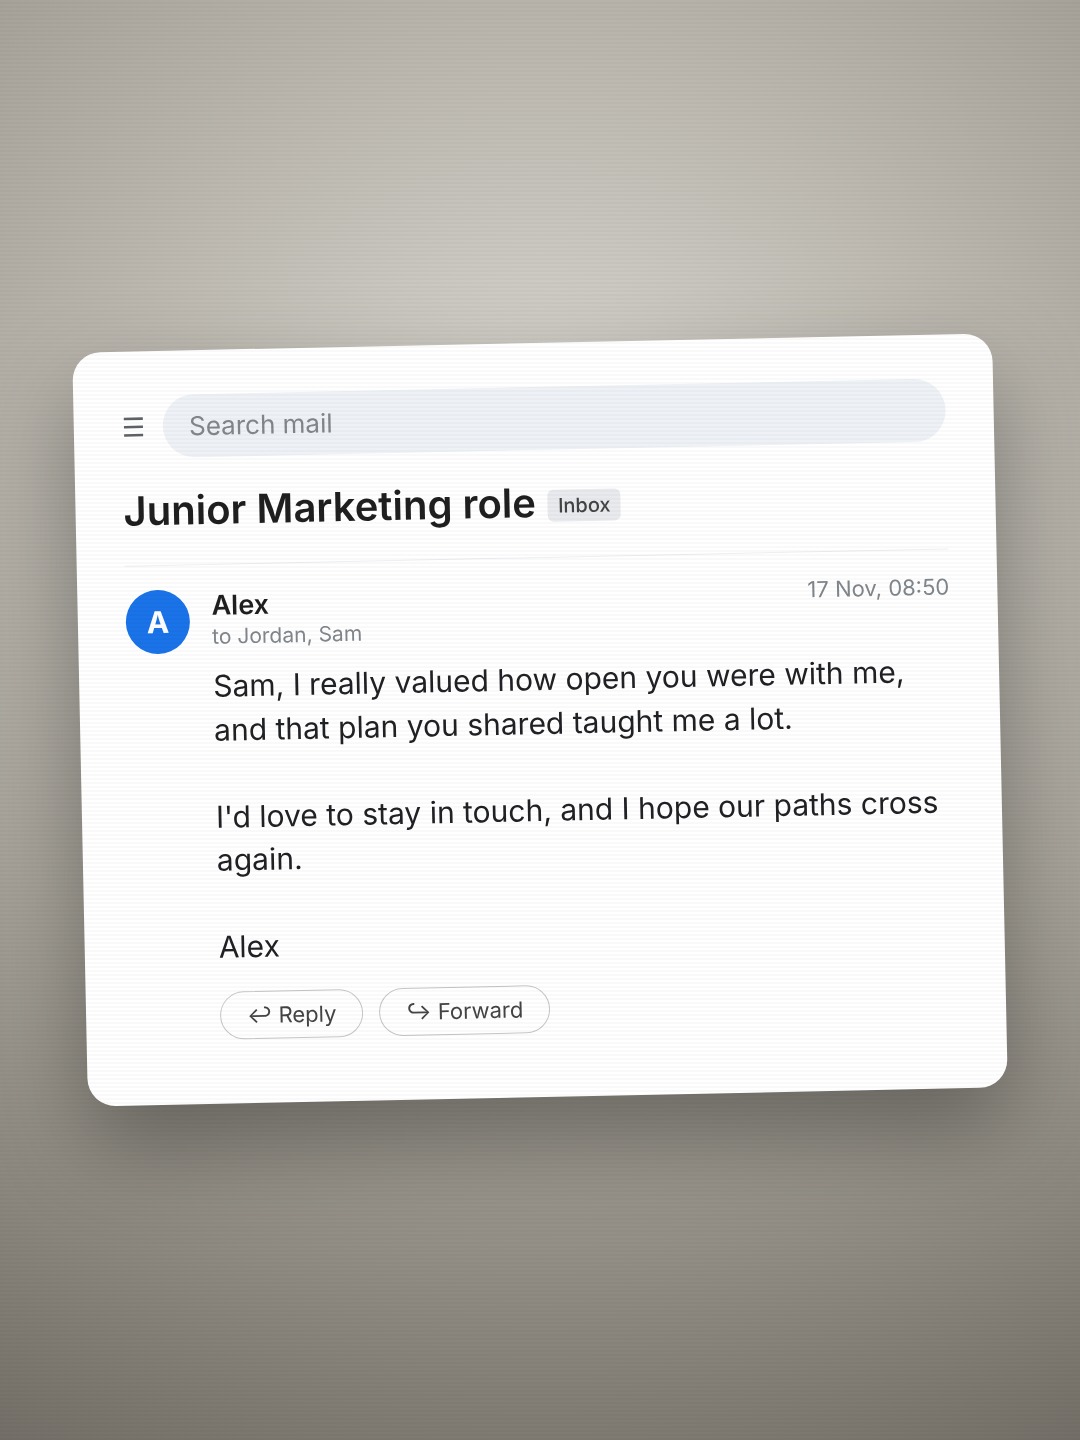 Search mail
Junior Marketing role Inbox
A
Alex
17 Nov, 08:50
to Jordan, Sam
Sam, I really valued how open you were with me,
and that plan you shared taught me a lot.
I'd love to stay in touch, and I hope our paths cross
again.
Alex
Reply
Forward